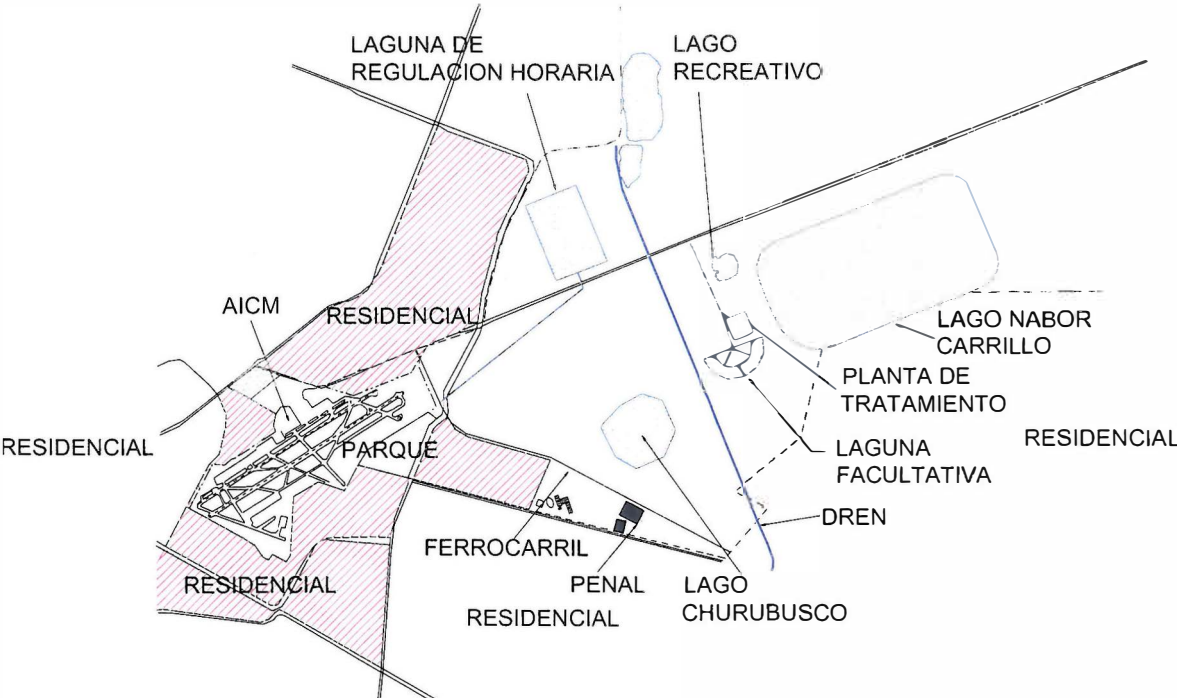 LAGUNA DE
REGULACION HORARIA
LAGO
RECREATIVO
AICM
RESIDENCIAL
LAGO NABOR
CARRILLO
PLANTA DE
TRATAMIENTO
RESIDENCIAL
PARQUE
LAGUNA
FACULTATIVA
RESIDENCIAL
DREN
FERROCARRIL
RESIDENCIAL
PENAL
LAGO
CHURUBUSCO
RESIDENCIAL